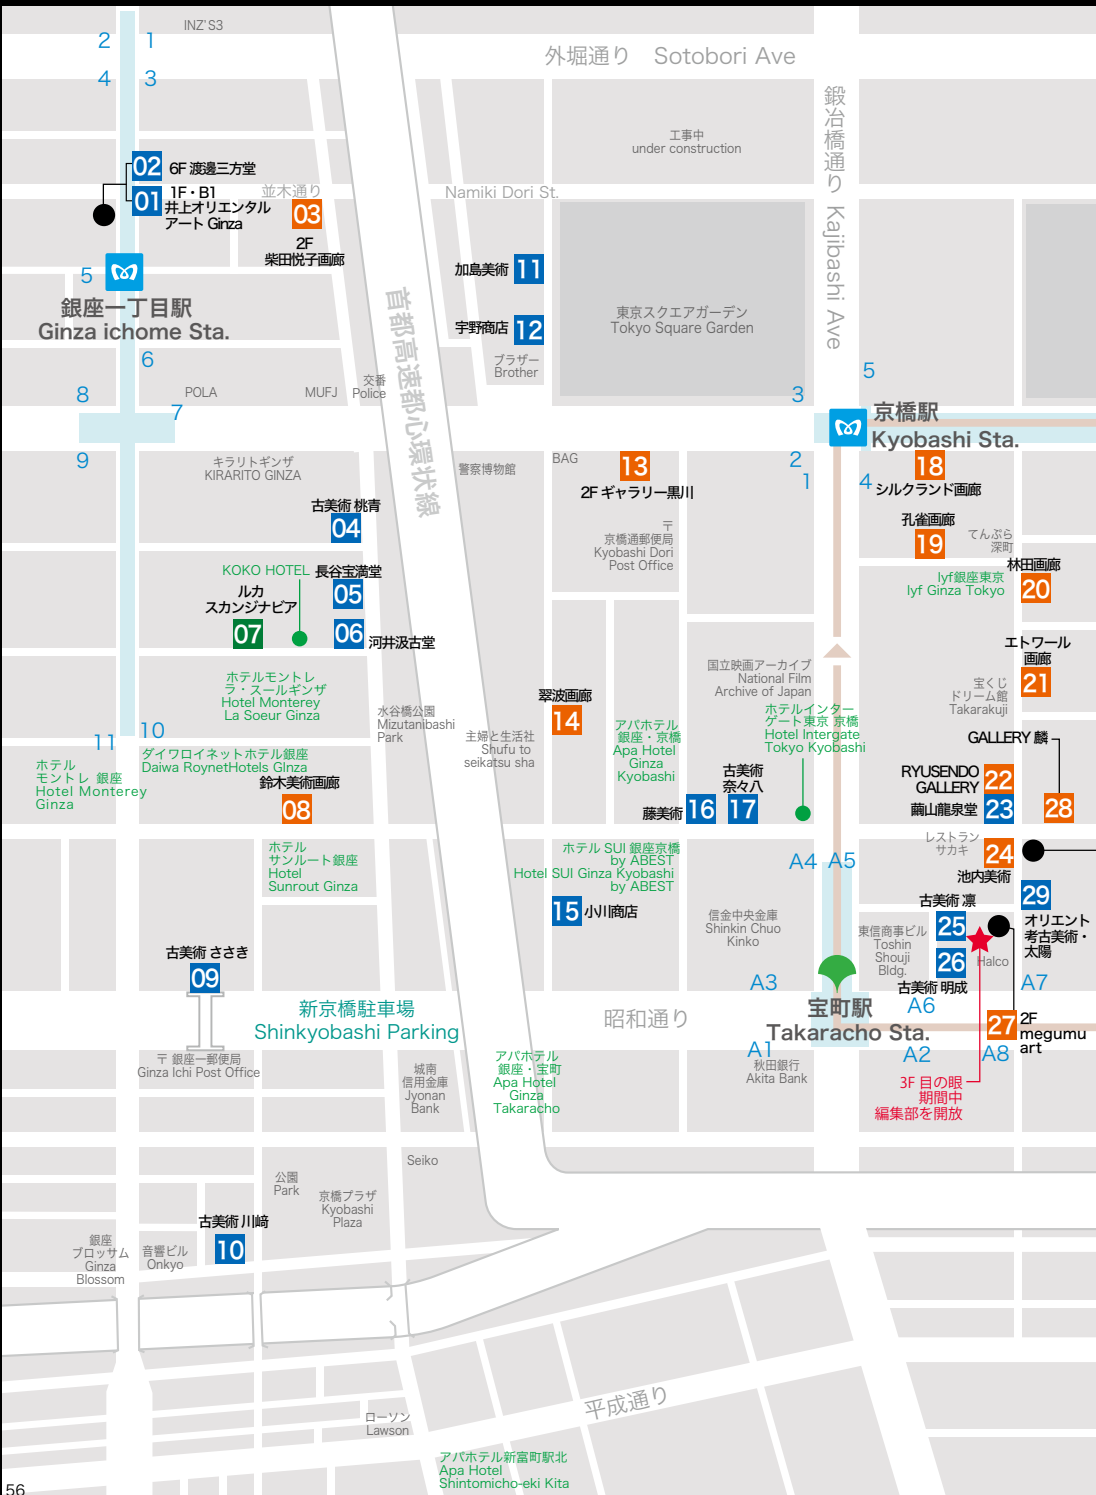 INZ'S3
2
1
4
3
外堀通り Sotobori Ave
鍛冶橋通り Kajibashi Ave
工事中
under construction
02
6F 渡邊三方堂
01
1F・B1
井上オリエンタル
アート Ginza
並木通り
Namiki Dori St.
03
2F
柴田悦子画廊
5
銀座一丁目駅
Ginza ichome Sta.
6
加島美術
11
宇野商店
12
ブラザー
Brother
東京スクエアガーデン
Tokyo Square Garden
首都高速都心環状線
8
7
9
POLA
MUFJ
交番
Police
3
5
京橋駅
Kyobashi Sta.
2
1
4
キラリトギンザ
KIRARITO GINZA
警察博物館
BAG
13
2F ギャラリー黒川
18
シルクランド画廊
古美術 桃青
04
〒
京橋通郵便局
Kyobashi Dori
Post Office
孔雀画廊
19
てんぷら
深町
KOKO HOTEL
長谷宝満堂
05
ルカ
スカンジナビア
07
06
河井汲古堂
林田画廊
20
lyf銀座東京
lyf Ginza Tokyo
ホテルモントレ
ラ・スールギンザ
Hotel Monterey
La Soeur Ginza
水谷橋公園
Mizutanibashi
Park
主婦と生活社
Shufu to
seikatsu sha
翠波画廊
14
国立映画アーカイブ
National Film
Archive of Japan
エトワール
画廊
21
宝くじ
ドリーム館
Takarakuji
アパホテル
銀座・京橋
Apa Hotel
Ginza
Kyobashi
ホテルインター
ゲート東京 京橋
Hotel Intergate
Tokyo Kyobashi
10
11
ホテル
モントレ 銀座
Hotel Monterey
Ginza
ダイワロイネットホテル銀座
Daiwa RoynetHotels GInza
鈴木美術画廊
08
古美術
奈々八
藤美術
16
17
GALLERY 麟
RYUSENDO
GALLERY
22
繭山龍泉堂
23
28
ホテル
サンルート銀座
Hotel
Sunrout Ginza
ホテル SUI 銀座京橋
by ABEST
Hotel SUI Ginza Kyobashi
by ABEST
A4
A5
レストラン
サカキ
24
池内美術
15
小川商店
信金中央金庫
Shinkin Chuo
Kinko
東信商事ビル
Toshin
Shouji
Bldg.
古美術 凛
25
26
古美術 明成
Halco
29
オリエント
考古美術・
太陽
古美術 ささき
09
A3
A6
A7
新京橋駐車場
Shinkyobashi Parking
昭和通り
宝町駅
Takaracho Sta.
27
2F
megumu
art
A1
A2
A8
〒 銀座一郵便局
Ginza Ichi Post Office
城南
信用金庫
Jyonan
Bank
アパホテル
銀座・宝町
Apa Hotel
Ginza
Takaracho
秋田銀行
Akita Bank
3F 目の眼
期間中
編集部を開放
Seiko
公園
Park
京橋プラザ
Kyobashi
Plaza
古美術 川﨑
10
銀座
ブロッサム
Ginza
Blossom
音響ビル
Onkyo
平成通り
ローソン
Lawson
アパホテル新富町駅北
Apa Hotel
Shintomicho-eki Kita
56